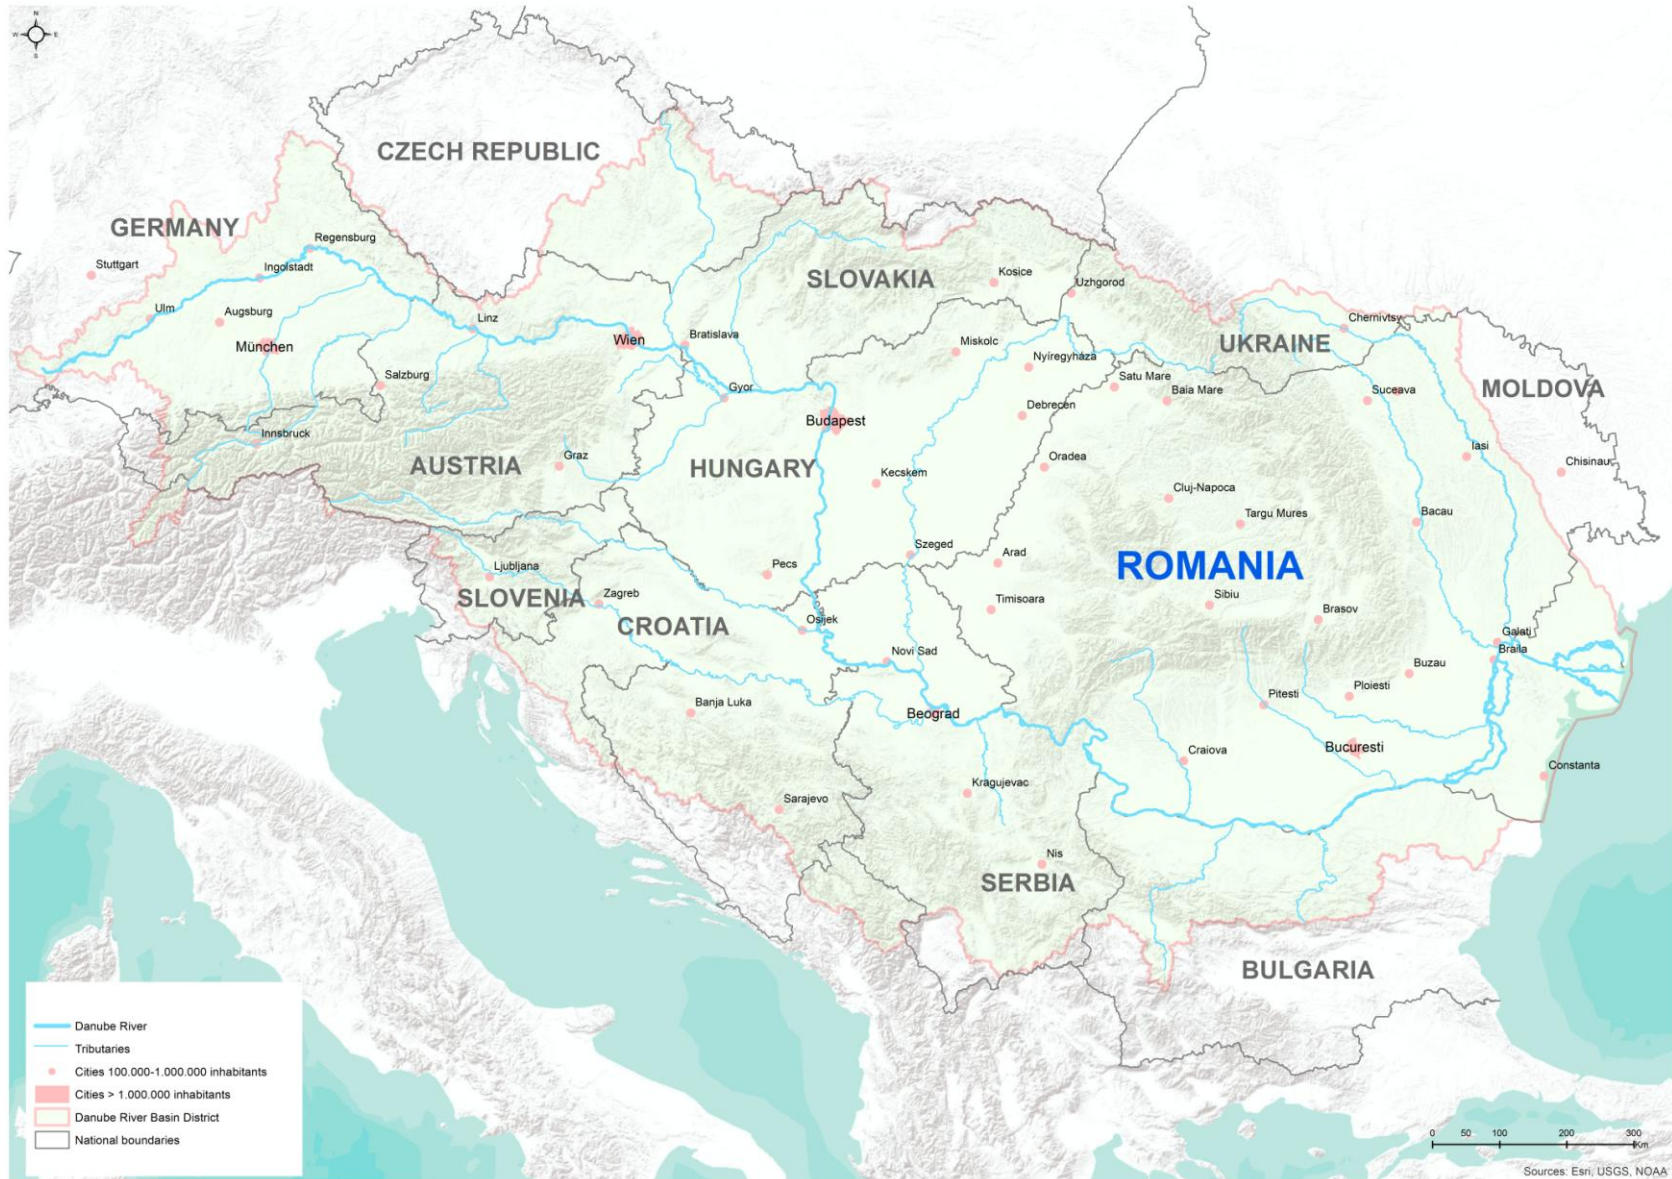 N
W
E
S
CZECH REPUBLIC
GERMANY
Regensburg
Stuttgart
Ingolstadt
SLOVAKIA
Kosice
Uzhgorod
Ulm
Augsburg
Linz
Chernivtsy
München
Wien
Bratislava
UKRAINE
Miskolc
Nyíregyháza
Salzburg
Gyor
Satu Mare
Baia Mare
Suceava
MOLDOVA
Debrecen
Budapest
Innsbruck
Iasi
AUSTRIA
Graz
HUNGARY
Oradea
Chisinau
Kecskem
Cluj-Napoca
Targu Mures
Bacau
Szeged
Arad
Ljubljana
Pecs
ROMANIA
SLOVENIA
Zagreb
Timisoara
Sibiu
Brasov
CROATIA
Osijek
Galati
Braila
Novi Sad
Buzau
Banja Luka
Beograd
Pitesti
Ploiesti
Bucuresti
Craiova
Constanta
Sarajevo
Kragujevac
Nis
SERBIA
BULGARIA
Danube River
Tributaries
Cities 100.000-1.000.000 inhabitants
Cities > 1.000.000 inhabitants
Danube River Basin District
National boundaries
0 50 100 200 300
Km
Sources: Esri, USGS, NOAA